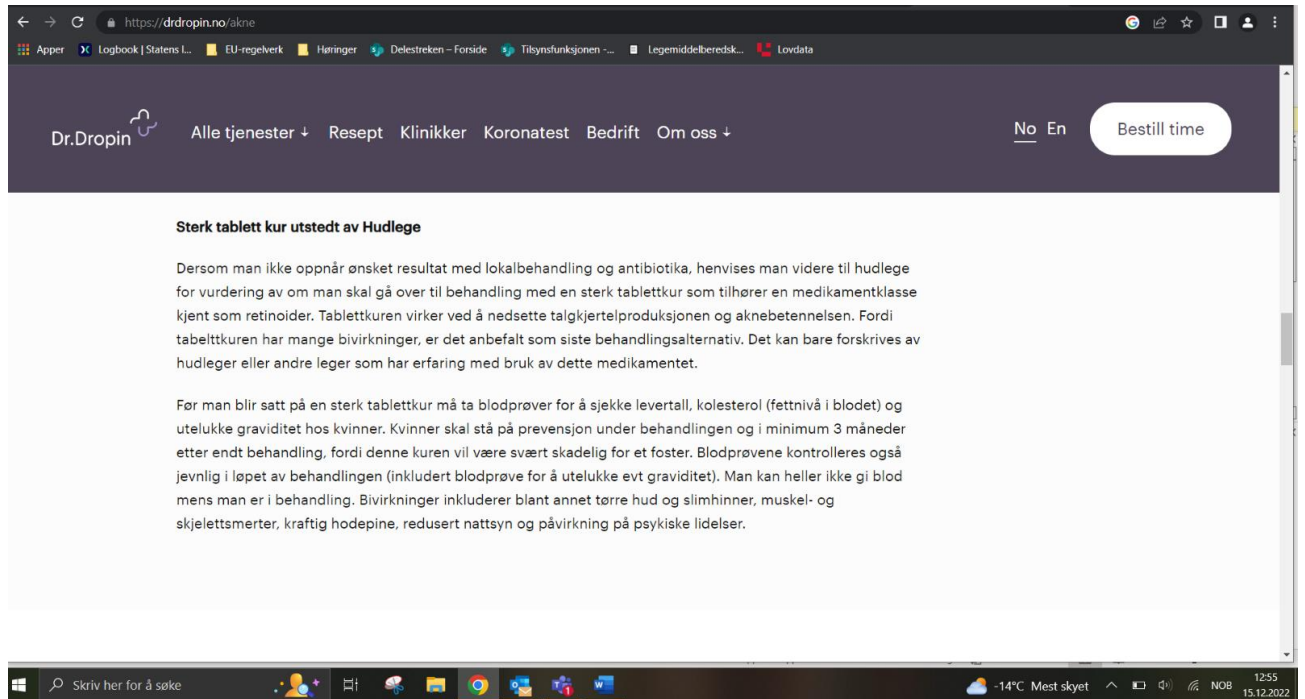 https://drdropin.no/akne
Apper Logbook | Statens l... EU-regelverk Høringer Delestreken – Forside Tilsynsfunksjonen -... Legemiddelberedsk... Lovdata
Dr.Dropin Alle tjenester ↓ Resept Klinikker Koronatest Bedrift Om oss ↓ No En Bestill time
Sterk tablett kur utstedt av Hudlege
Dersom man ikke oppnår ønsket resultat med lokalbehandling og antibiotika, henvises man videre til hudlege
for vurdering av om man skal gå over til behandling med en sterk tablettkur som tilhører en medikamentklasse
kjent som retinoider. Tablettkuren virker ved å nedsette talgkjertelproduksjonen og aknebetennelsen. Fordi
tabelttkuren har mange bivirkninger, er det anbefalt som siste behandlingsalternativ. Det kan bare forskrives av
hudleger eller andre leger som har erfaring med bruk av dette medikamentet.
Før man blir satt på en sterk tablettkur må ta blodprøver for å sjekke levertall, kolesterol (fettnivå i blodet) og
utelukke graviditet hos kvinner. Kvinner skal stå på prevensjon under behandlingen og i minimum 3 måneder
etter endt behandling, fordi denne kuren vil være svært skadelig for et foster. Blodprøvene kontrolleres også
jevnlig i løpet av behandlingen (inkludert blodprøve for å utelukke evt graviditet). Man kan heller ikke gi blod
mens man er i behandling. Bivirkninger inkluderer blant annet tørre hud og slimhinner, muskel- og
skjelettsmerter, kraftig hodepine, redusert nattsyn og påvirkning på psykiske lidelser.
Skriv her for å søke -14°C Mest skyet NOB 12:55
15.12.2022